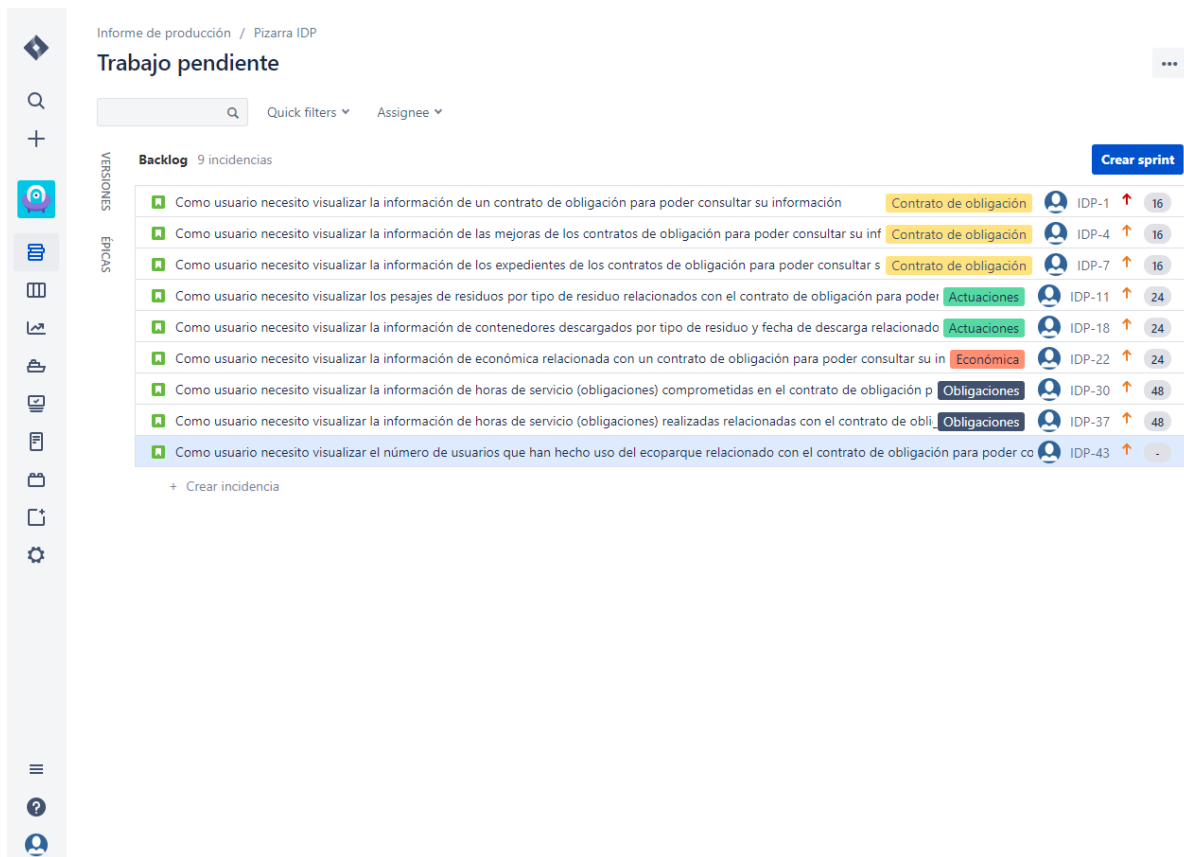 Informe de producción / Pizarra IDP
Trabajo pendiente
Quick filters
Assignee
VERSIONES
ÉPICAS
Backlog 9 incidencias
Crear sprint
Como usuario necesito visualizar la información de un contrato de obligación para poder consultar su información Contrato de obligación IDP-1 16
Como usuario necesito visualizar la información de las mejoras de los contratos de obligación para poder consultar su inf Contrato de obligación IDP-4 16
Como usuario necesito visualizar la información de los expedientes de los contratos de obligación para poder consultar s Contrato de obligación IDP-7 16
Como usuario necesito visualizar los pesajes de residuos por tipo de residuo relacionados con el contrato de obligación para poder Actuaciones IDP-11 24
Como usuario necesito visualizar la información de contenedores descargados por tipo de residuo y fecha de descarga relacionado Actuaciones IDP-18 24
Como usuario necesito visualizar la información de económica relacionada con un contrato de obligación para poder consultar su in Económica IDP-22 24
Como usuario necesito visualizar la información de horas de servicio (obligaciones) comprometidas en el contrato de obligación p Obligaciones IDP-30 48
Como usuario necesito visualizar la información de horas de servicio (obligaciones) realizadas relacionadas con el contrato de obli Obligaciones IDP-37 48
Como usuario necesito visualizar el número de usuarios que han hecho uso del ecoparque relacionado con el contrato de obligación para poder co IDP-43 -
+ Crear incidencia